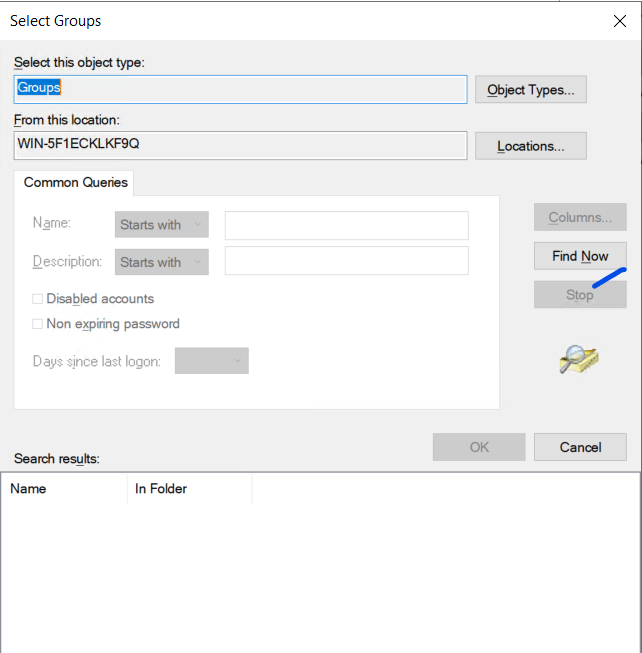 Select Groups
Select this object type:
Groups
Object Types...
From this location:
WIN-5F1ECKLKF9Q
Locations...
Common Queries
Name:
Starts with
Columns...
Description:
Starts with
Find Now
Disabled accounts
Stop
Non expiring password
Days since last logon:
OK
Cancel
Search results:
Name
In Folder